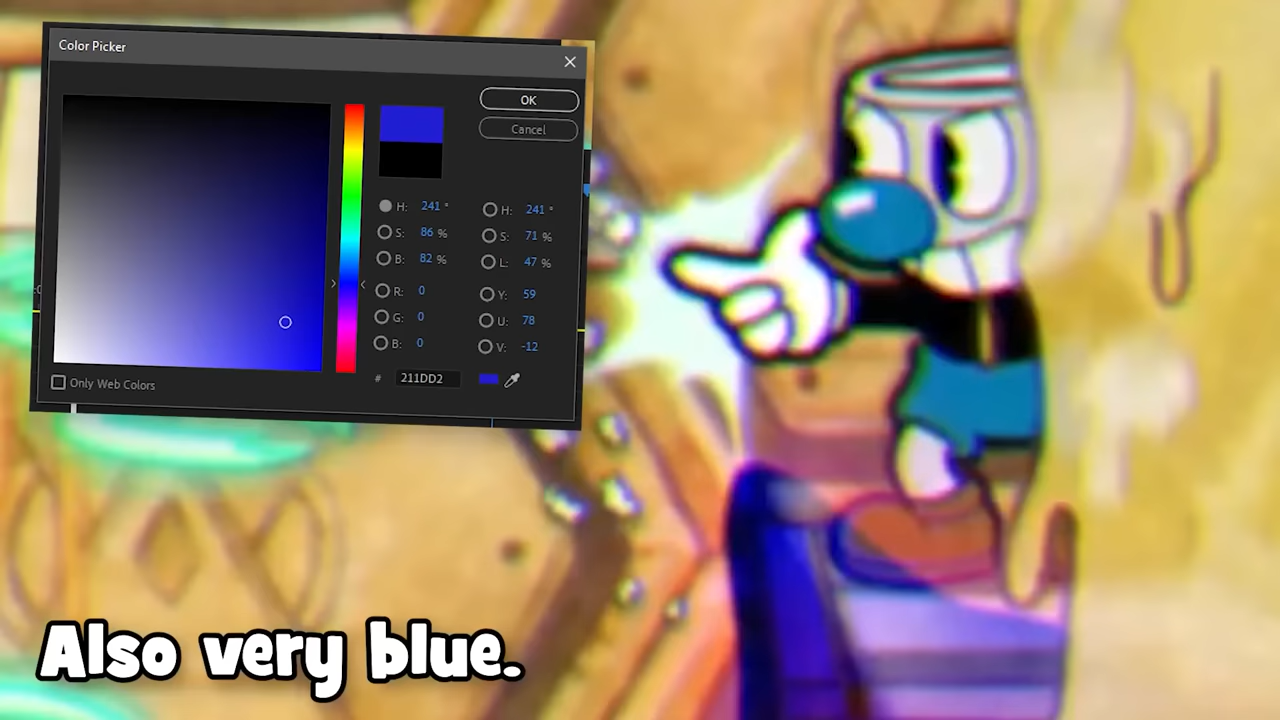 Color Picker
OK
Cancel
H: 241 ° H: 241 °
S: 86 % S: 71 %
B: 82 % L: 47 %
R: 0 Y: 59
G: 0 U: 78
B: 0 V: -12
# 211DD2
Only Web Colors
Also very blue.